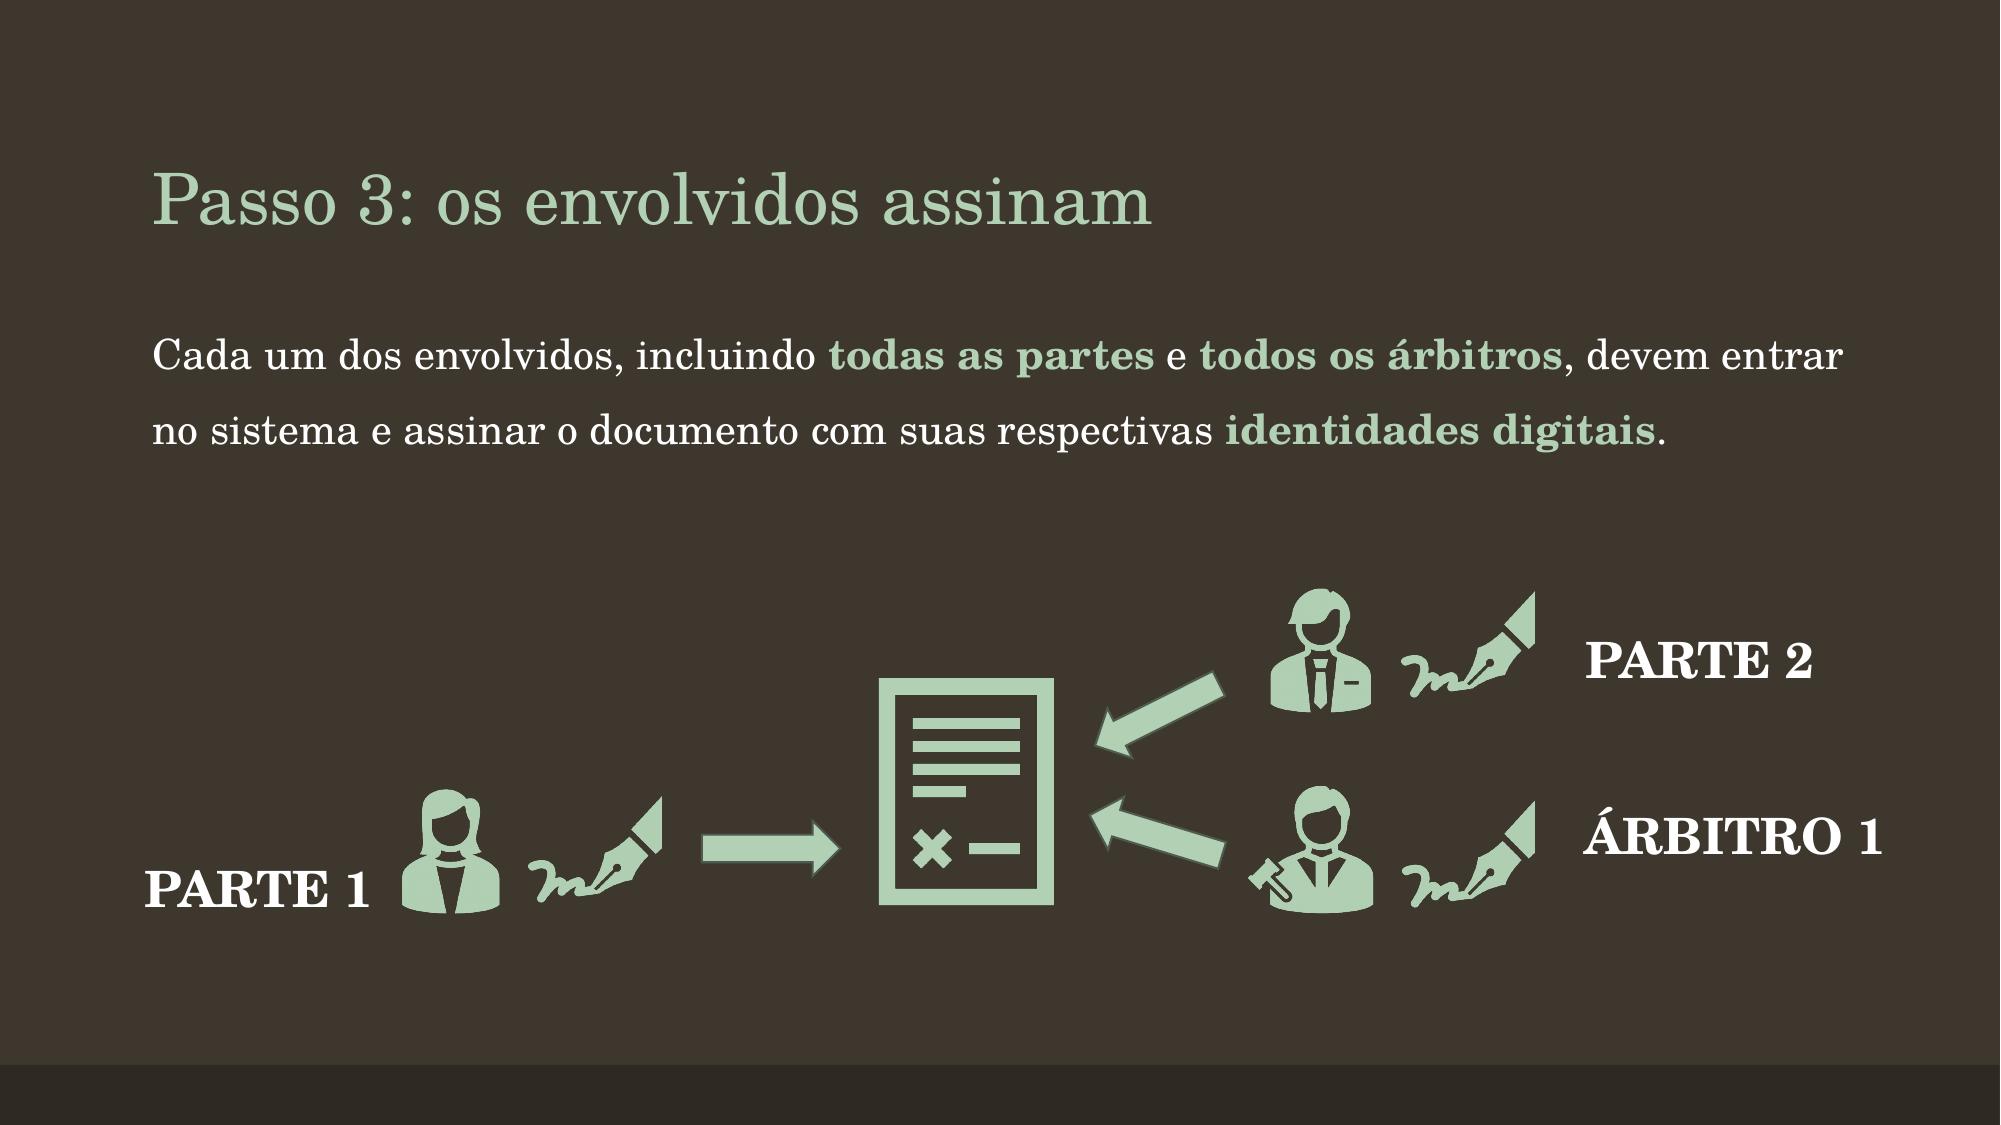 Passo 3: os envolvidos assinam
Cada um dos envolvidos, incluindo todas as partes e todos os árbitros, devem entrar
no sistema e assinar o documento com suas respectivas identidades digitais.
PARTE 2
ÁRBITRO 1
PARTE 1